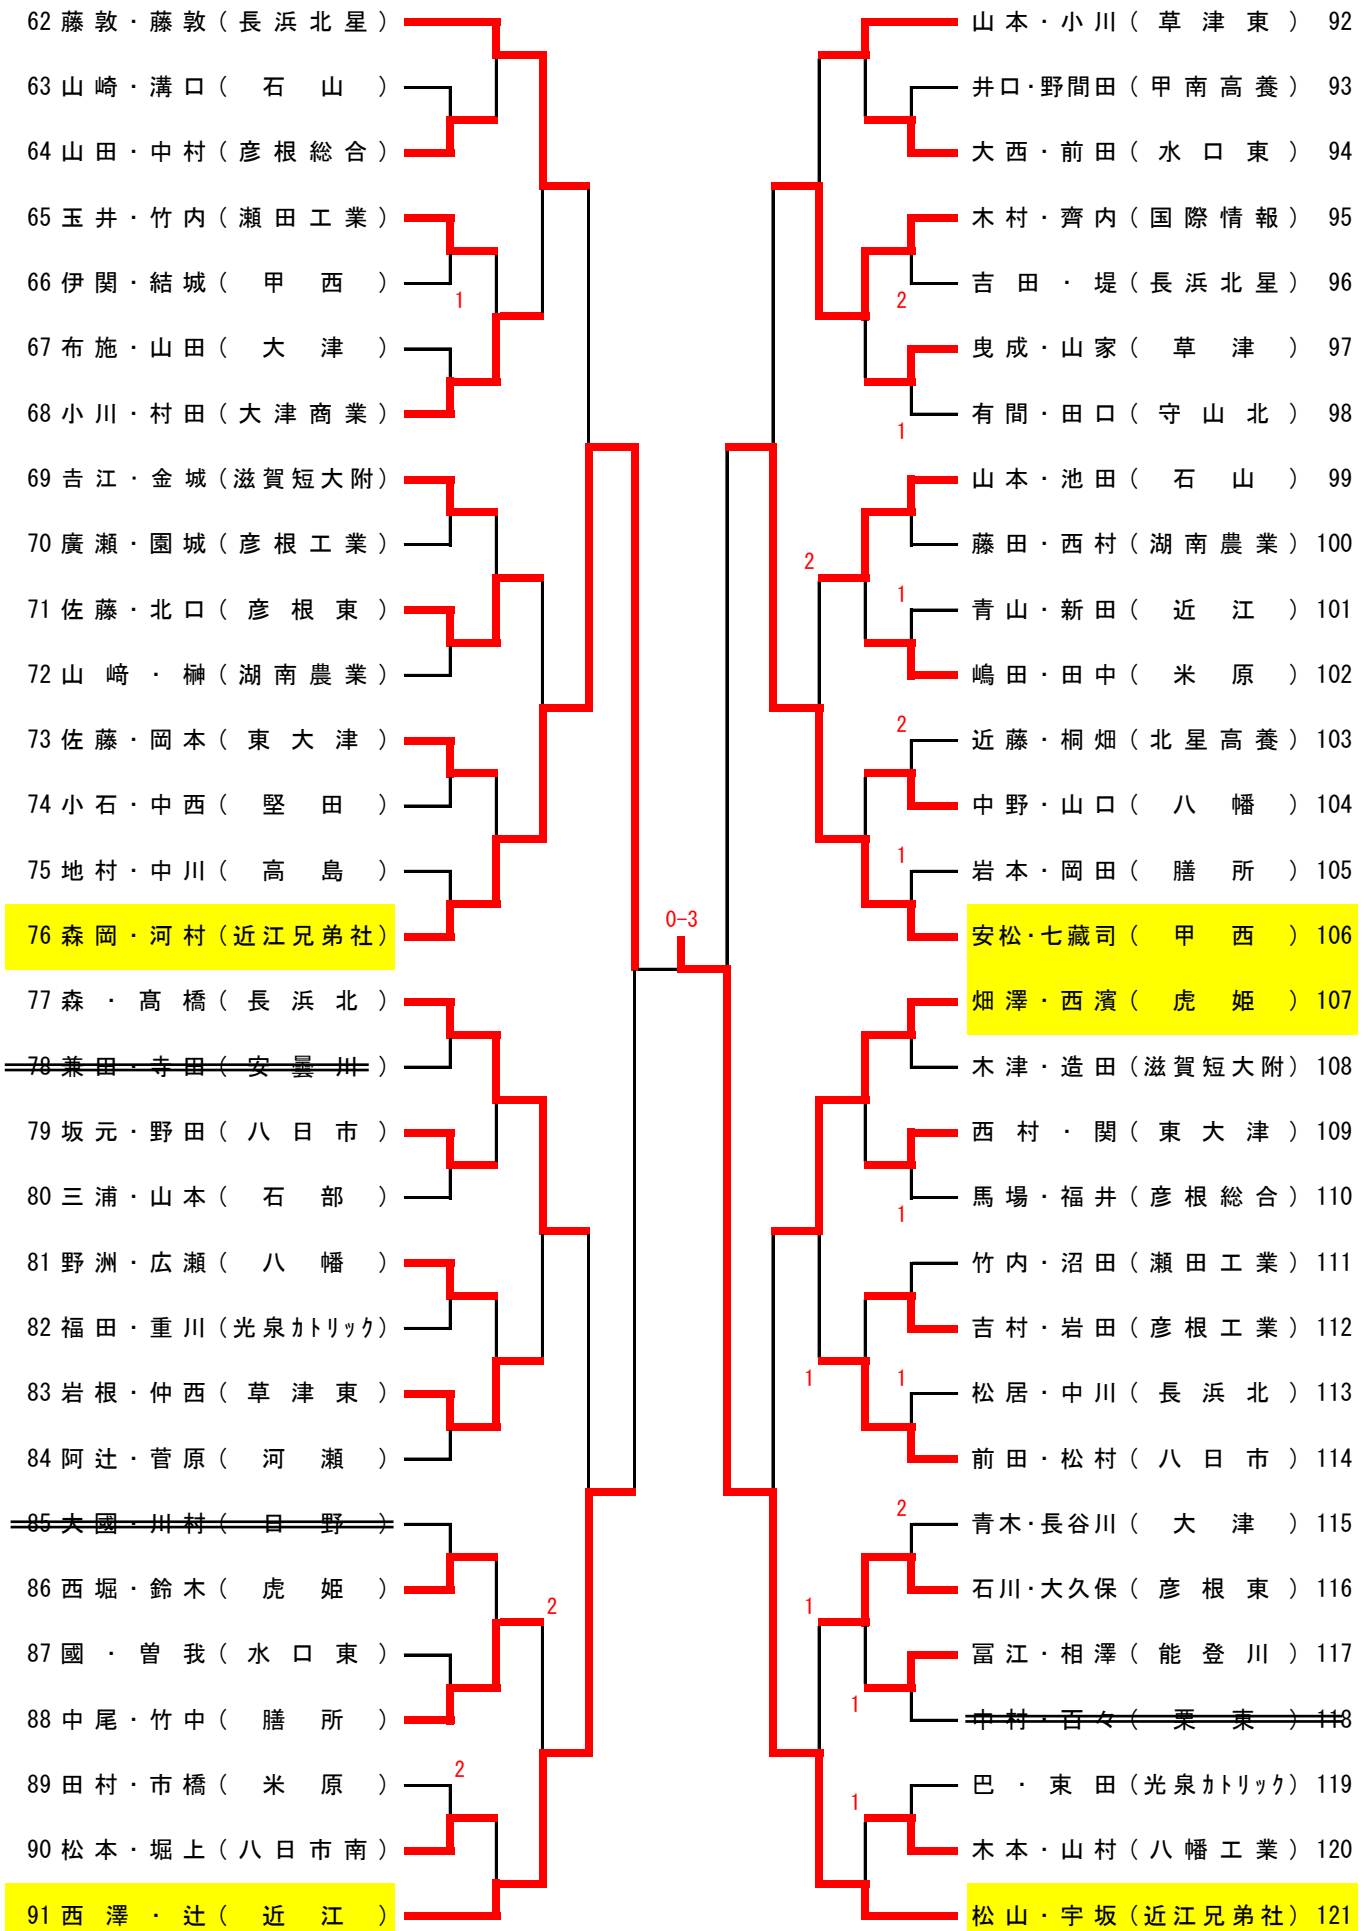 62 藤敦・藤敦（長浜北星）
63 山崎・溝口（石山）
64 山田・中村（彦根総合）
65 玉井・竹内（瀬田工業）
66 伊関・結城（甲西）
1
67 布施・山田（大津）
68 小川・村田（大津商業）
69 吉江・金城（滋賀短大附）
70 廣瀬・園城（彦根工業）
71 佐藤・北口（彦根東）
72 山﨑・榊（湖南農業）
73 佐藤・岡本（東大津）
74 小石・中西（堅田）
75 地村・中川（高島）
76 森岡・河村（近江兄弟社）
77 森・髙橋（長浜北）
78 兼田・寺田（安曇川）
79 坂元・野田（八日市）
80 三浦・山本（石部）
81 野洲・広瀬（八幡）
82 福田・重川（光泉ｶﾄﾘｯｸ）
83 岩根・仲西（草津東）
84 阿辻・菅原（河瀬）
85 大國・川村（日野）
86 西堀・鈴木（虎姫）
2
87 國・曽我（水口東）
88 中尾・竹中（膳所）
2
89 田村・市橋（米原）
90 松本・堀上（八日市南）
91 西澤・辻（近江）
0-3
山本・小川（草津東） 92
井口・野間田（甲南高養） 93
大西・前田（水口東） 94
木村・齊内（国際情報） 95
吉田・堤（長浜北星） 96
2
曵成・山家（草津） 97
有間・田口（守山北） 98
1
山本・池田（石山） 99
藤田・西村（湖南農業） 100
2
1
青山・新田（近江） 101
嶋田・田中（米原） 102
2
近藤・桐畑（北星高養） 103
中野・山口（八幡） 104
1
岩本・岡田（膳所） 105
安松・七藏司（甲西） 106
畑澤・西濱（虎姫） 107
木津・造田（滋賀短大附） 108
西村・関（東大津） 109
馬場・福井（彦根総合） 110
1
竹内・沼田（瀬田工業） 111
吉村・岩田（彦根工業） 112
1
1
松居・中川（長浜北） 113
前田・松村（八日市） 114
2
青木・長谷川（大津） 115
石川・大久保（彦根東） 116
1
冨江・相澤（能登川） 117
1
中村・百々（栗東） 118
巴・東田（光泉ｶﾄﾘｯｸ） 119
1
木本・山村（八幡工業） 120
松山・宇坂（近江兄弟社） 121